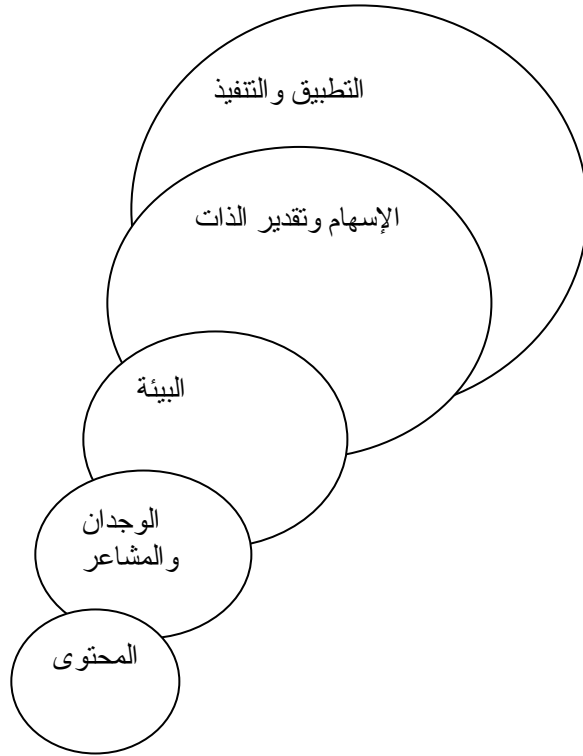 التطبيق والتنفيذ
الإسهام وتقدير الذات
البيئة
الوجدان
والمشاعر
المحتوى